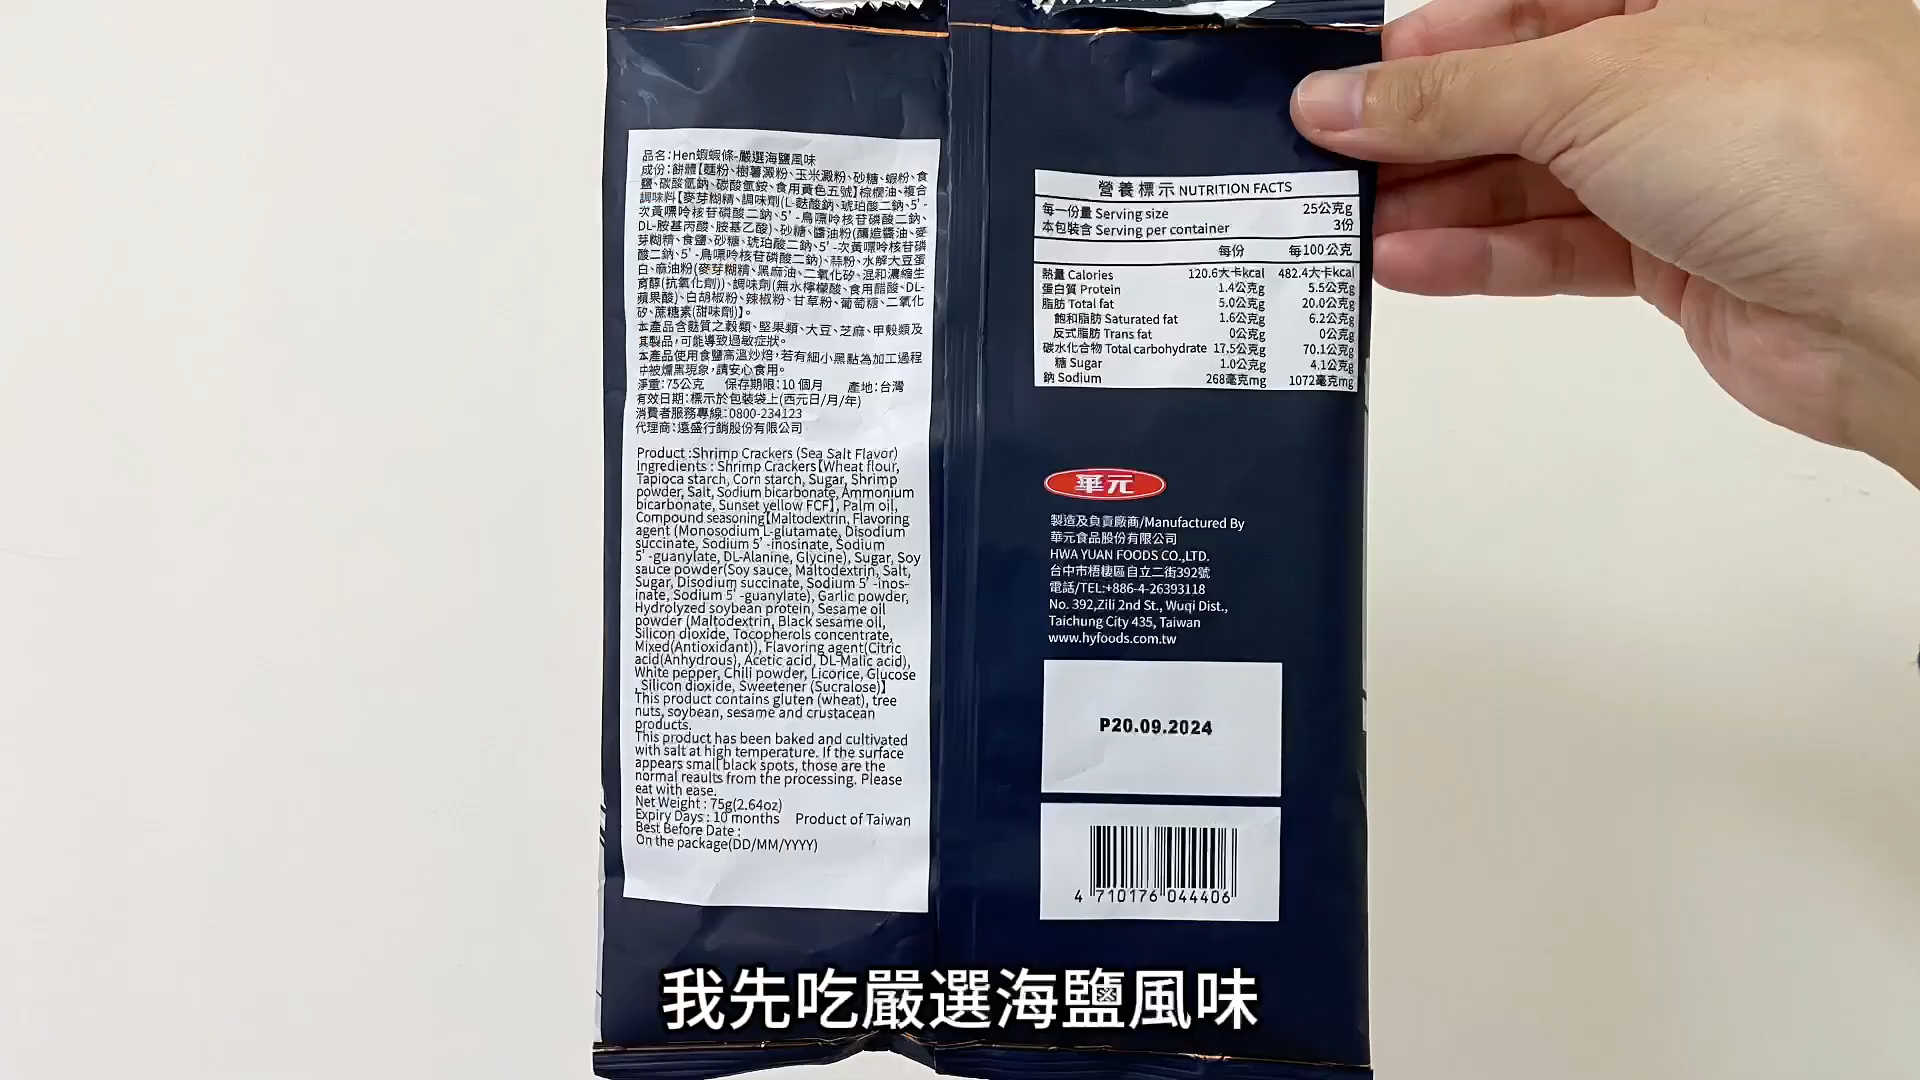 品名:Hen蝦蝦條-嚴選海鹽風味
成份:餅體【麵粉、樹薯澱粉、玉米澱粉、砂糖、蝦粉、食
鹽、碳酸氫鈉、碳酸氫銨、食用黃色五號】棕櫚油、複合
調味料【麥芽糊精、調味劑(L-麩酸鈉、琥珀酸二鈉、5'-
次黃嘌呤核苷磷酸二鈉、5'-鳥嘌呤核苷磷酸二鈉、
DL-胺基丙酸、胺基乙酸)、砂糖、醬油粉(釀造醬油、麥
芽糊精、食鹽、砂糖、琥珀酸二鈉、5'-次黃嘌呤核苷磷
酸二鈉、5'-鳥嘌呤核苷磷酸二鈉)、蒜粉、水解大豆蛋
白、麻油粉(麥芽糊精、黑麻油、二氧化矽、混和濃縮生
育醇(抗氧化劑))、調味劑(無水檸檬酸、食用醋酸、DL-
蘋果酸)、白胡椒粉、辣椒粉、甘草粉、葡萄糖、二氧化
矽、蔗糖素(甜味劑)】。
本產品含麩質之穀類、堅果類、大豆、芝麻、甲殼類及
其製品,可能導致過敏症狀。
本產品使用食鹽高溫炒焙,若有細小黑點為加工過程
中被燻黑現象,請安心食用。
淨重:75公克 保存期限:10個月 產地:台灣
有效日期:標示於包裝袋上(西元日/月/年)
消費者服務專線:0800-234123
代理商:遠盛行銷股份有限公司
Product :Shrimp Crackers (Sea Salt Flavor)
Ingredients : Shrimp Crackers【Wheat flour,
Tapioca starch, Corn starch, Sugar, Shrimp
powder, Salt, Sodium bicarbonate, Ammonium
bicarbonate, Sunset yellow FCF】, Palm oil,
Compound seasoning【Maltodextrin, Flavoring
agent (Monosodium L-glutamate, Disodium
succinate, Sodium 5'-inosinate, Sodium
5'-guanylate, DL-Alanine, Glycine), Sugar, Soy
sauce powder(Soy sauce, Maltodextrin, Salt,
Sugar, Disodium succinate, Sodium 5'-inos-
inate, Sodium 5'-guanylate), Garlic powder,
Hydrolyzed soybean protein, Sesame oil
powder (Maltodextrin, Black sesame oil,
Silicon dioxide, Tocopherols concentrate,
Mixed(Antioxidant)), Flavoring agent(Citric
acid(Anhydrous), Acetic acid, DL-Malic acid),
White pepper, Chili powder, Licorice, Glucose
, Silicon dioxide, Sweetener (Sucralose)】
This product contains gluten (wheat), tree
nuts, soybean, sesame and crustacean
products.
This product has been baked and cultivated
with salt at high temperature. If the surface
appears small black spots, those are the
normal results from the processing. Please
eat with ease.
Net Weight : 75g(2.64oz)
Expiry Days : 10 months Product of Taiwan
Best Before Date :
On the package(DD/MM/YYYY)
營養標示 NUTRITION FACTS
每一份量 Serving size 25公克g
本包裝含 Serving per container 3份
每份 每100公克
熱量 Calories 120.6大卡kcal 482.4大卡kcal
蛋白質 Protein 1.4公克g 5.5公克g
脂肪 Total fat 5.0公克g 20.0公克g
飽和脂肪 Saturated fat 1.6公克g 6.2公克g
反式脂肪 Trans fat 0公克g 0公克g
碳水化合物 Total carbohydrate 17.5公克g 70.1公克g
糖 Sugar 1.0公克g 4.1公克g
鈉 Sodium 268毫克mg 1072毫克mg
華元
製造及負責廠商/Manufactured By
華元食品股份有限公司
HWA YUAN FOODS CO.,LTD.
台中市梧棲區自立二街392號
電話/TEL:+886-4-26393118
No. 392,Zili 2nd St., Wuqi Dist.,
Taichung City 435, Taiwan
www.hyfoods.com.tw
P20.09.2024
4 710176 044406
我先吃嚴選海鹽風味